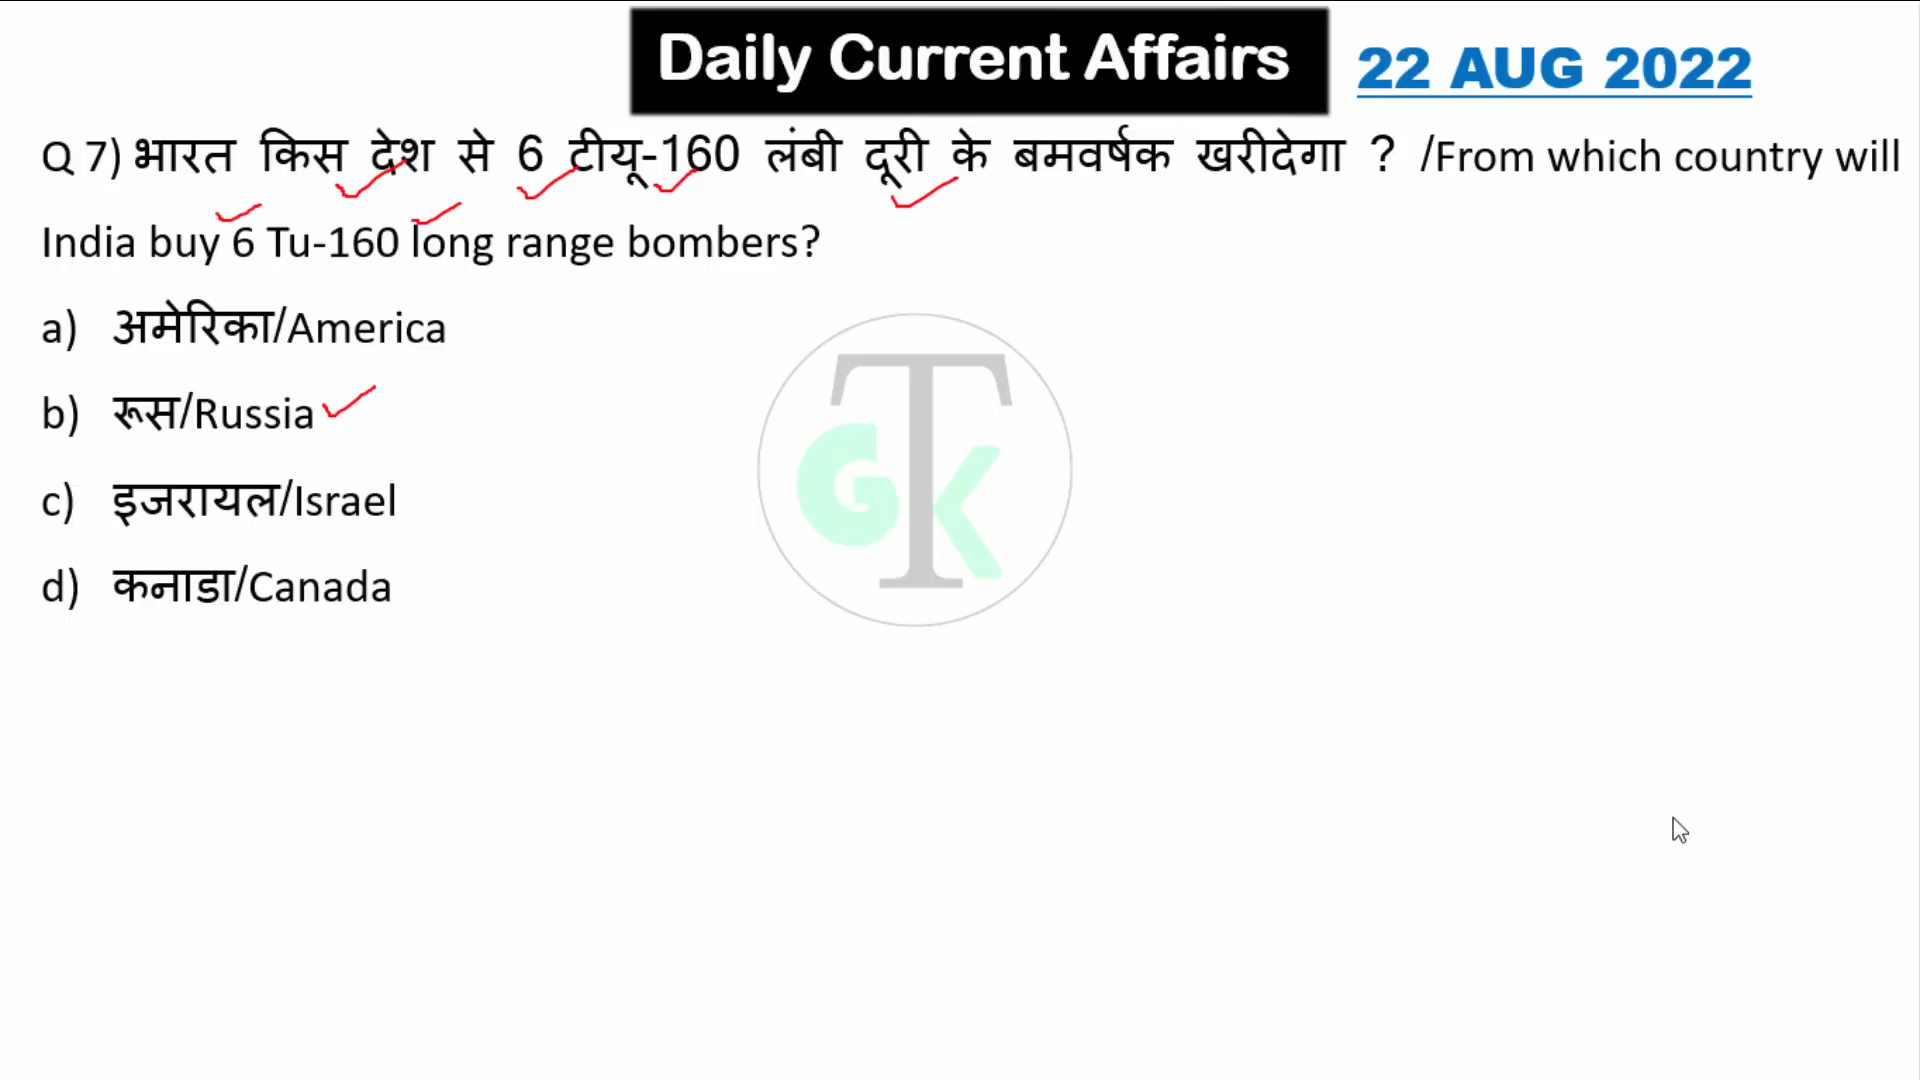 Daily Current Affairs 22 AUG 2022
Q 7) भारत किस देश से 6 टीयू-160 लंबी दूरी के बमवर्षक खरीदेगा ? /From which country will
India buy 6 Tu-160 long range bombers?
a) अमेरिका/America
b) रूस/Russia
c) इजरायल/Israel
d) कनाडा/Canada
GTK